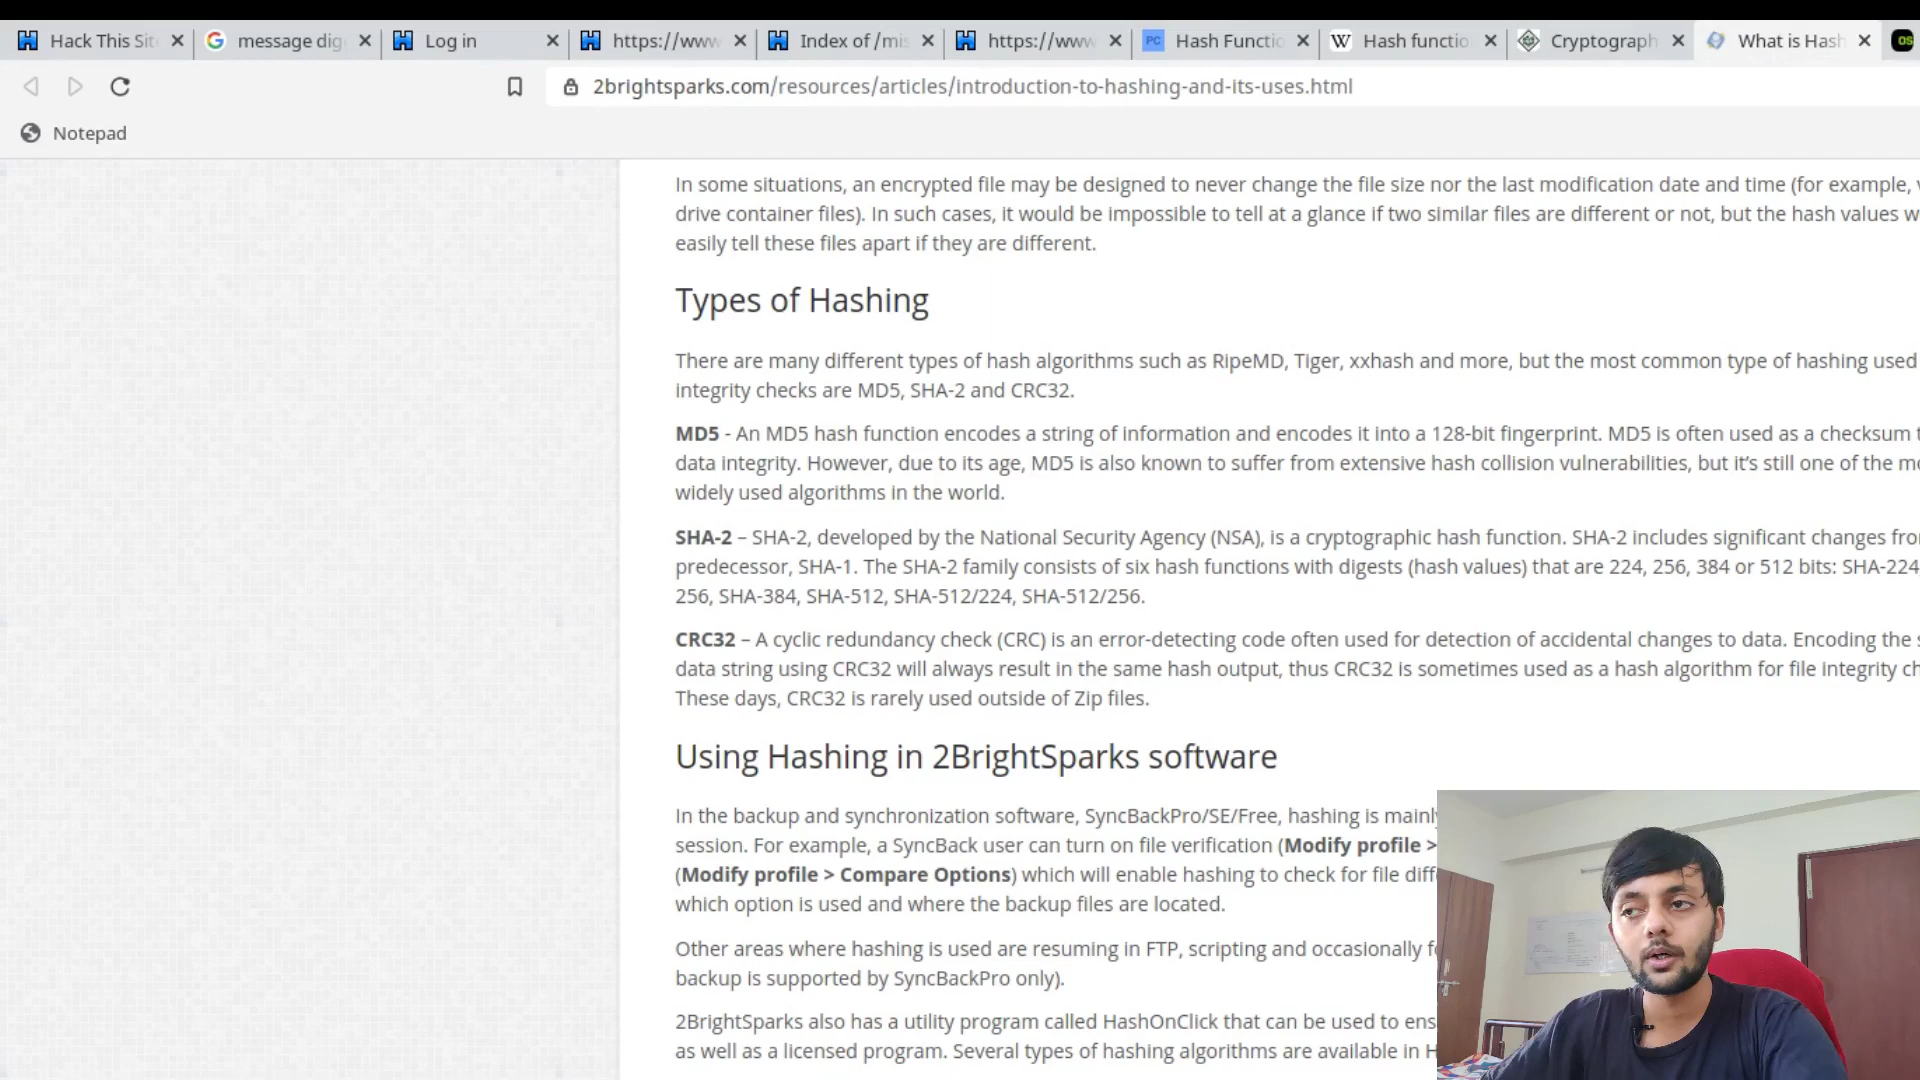 Hack This Sit
message dig
Log in
https://www
Index of /mis
https://www
PC Hash Functio
W Hash functio
Cryptograph
What is Hash
OS
2brightsparks.com/resources/articles/introduction-to-hashing-and-its-uses.html
Notepad
In some situations, an encrypted file may be designed to never change the file size nor the last modification date and time (for example,
drive container files). In such cases, it would be impossible to tell at a glance if two similar files are different or not, but the hash values
easily tell these files apart if they are different.
Types of Hashing
There are many different types of hash algorithms such as RipeMD, Tiger, xxhash and more, but the most common type of hashing used
integrity checks are MD5, SHA-2 and CRC32.
MD5 - An MD5 hash function encodes a string of information and encodes it into a 128-bit fingerprint. MD5 is often used as a checksum
data integrity. However, due to its age, MD5 is also known to suffer from extensive hash collision vulnerabilities, but it’s still one of the
widely used algorithms in the world.
SHA-2 – SHA-2, developed by the National Security Agency (NSA), is a cryptographic hash function. SHA-2 includes significant changes
predecessor, SHA-1. The SHA-2 family consists of six hash functions with digests (hash values) that are 224, 256, 384 or 512 bits: SHA-224
256, SHA-384, SHA-512, SHA-512/224, SHA-512/256.
CRC32 – A cyclic redundancy check (CRC) is an error-detecting code often used for detection of accidental changes to data. Encoding the
data string using CRC32 will always result in the same hash output, thus CRC32 is sometimes used as a hash algorithm for file integrity
These days, CRC32 is rarely used outside of Zip files.
Using Hashing in 2BrightSparks software
In the backup and synchronization software, SyncBackPro/SE/Free, hashing is mainl
session. For example, a SyncBack user can turn on file verification (Modify profile >
(Modify profile > Compare Options) which will enable hashing to check for file diff
which option is used and where the backup files are located.
Other areas where hashing is used are resuming in FTP, scripting and occasionally f
backup is supported by SyncBackPro only).
2BrightSparks also has a utility program called HashOnClick that can be used to ens
as well as a licensed program. Several types of hashing algorithms are available in H